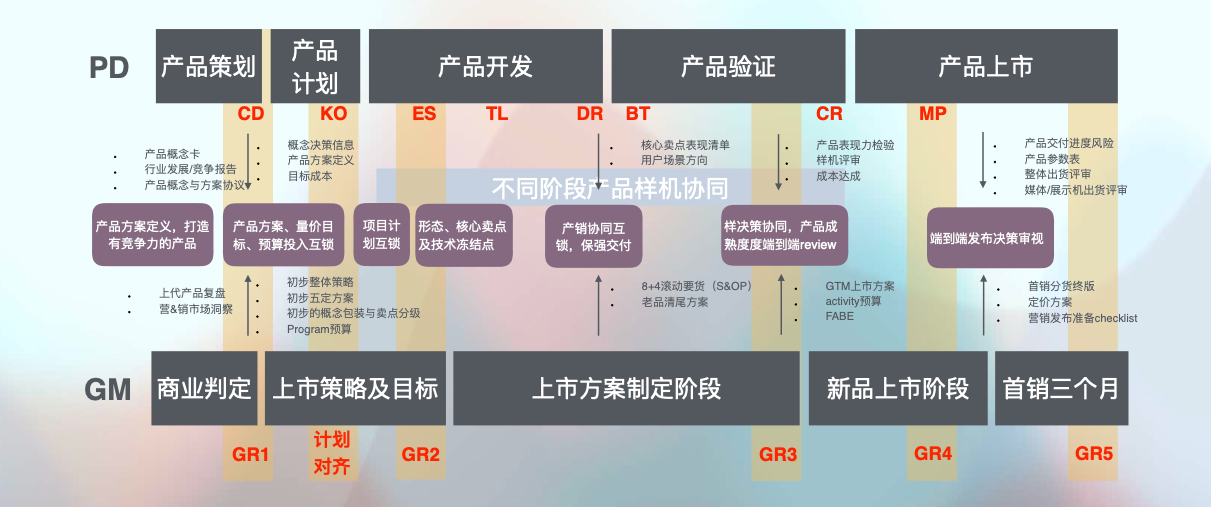 PD
产品策划
产品
计划
产品开发
产品验证
产品上市
CD
KO
ES
TL
DR
BT
CR
MP
产品概念卡
行业发展/竞争报告
产品概念与方案协议
概念决策信息
产品方案定义
目标成本
核心卖点表现清单
用户场景方向
产品表现力检验
样机评审
成本达成
产品交付进度风险
产品参数表
整体出货评审
媒体/展示机出货评审
不同阶段产品样机协同
产品方案定义，打造
有竞争力的产品
产品方案、量价目
标、预算投入互锁
项目计
划互锁
形态、核心卖点
及技术冻结点
产销协同互
锁，保强交付
样决策协同，产品成
熟度度端到端review
端到端发布决策审视
上代产品复盘
营&销市场洞察
初步整体策略
初步五定方案
初步的概念包装与卖点分级
Program预算
8+4滚动要货（S&OP）
老品清尾方案
GTM上市方案
activity预算
FABE
首销分货终版
定价方案
营销发布准备checklist
GM
商业判定
上市策略及目标
上市方案制定阶段
新品上市阶段
首销三个月
GR1
计划
对齐
GR2
GR3
GR4
GR5